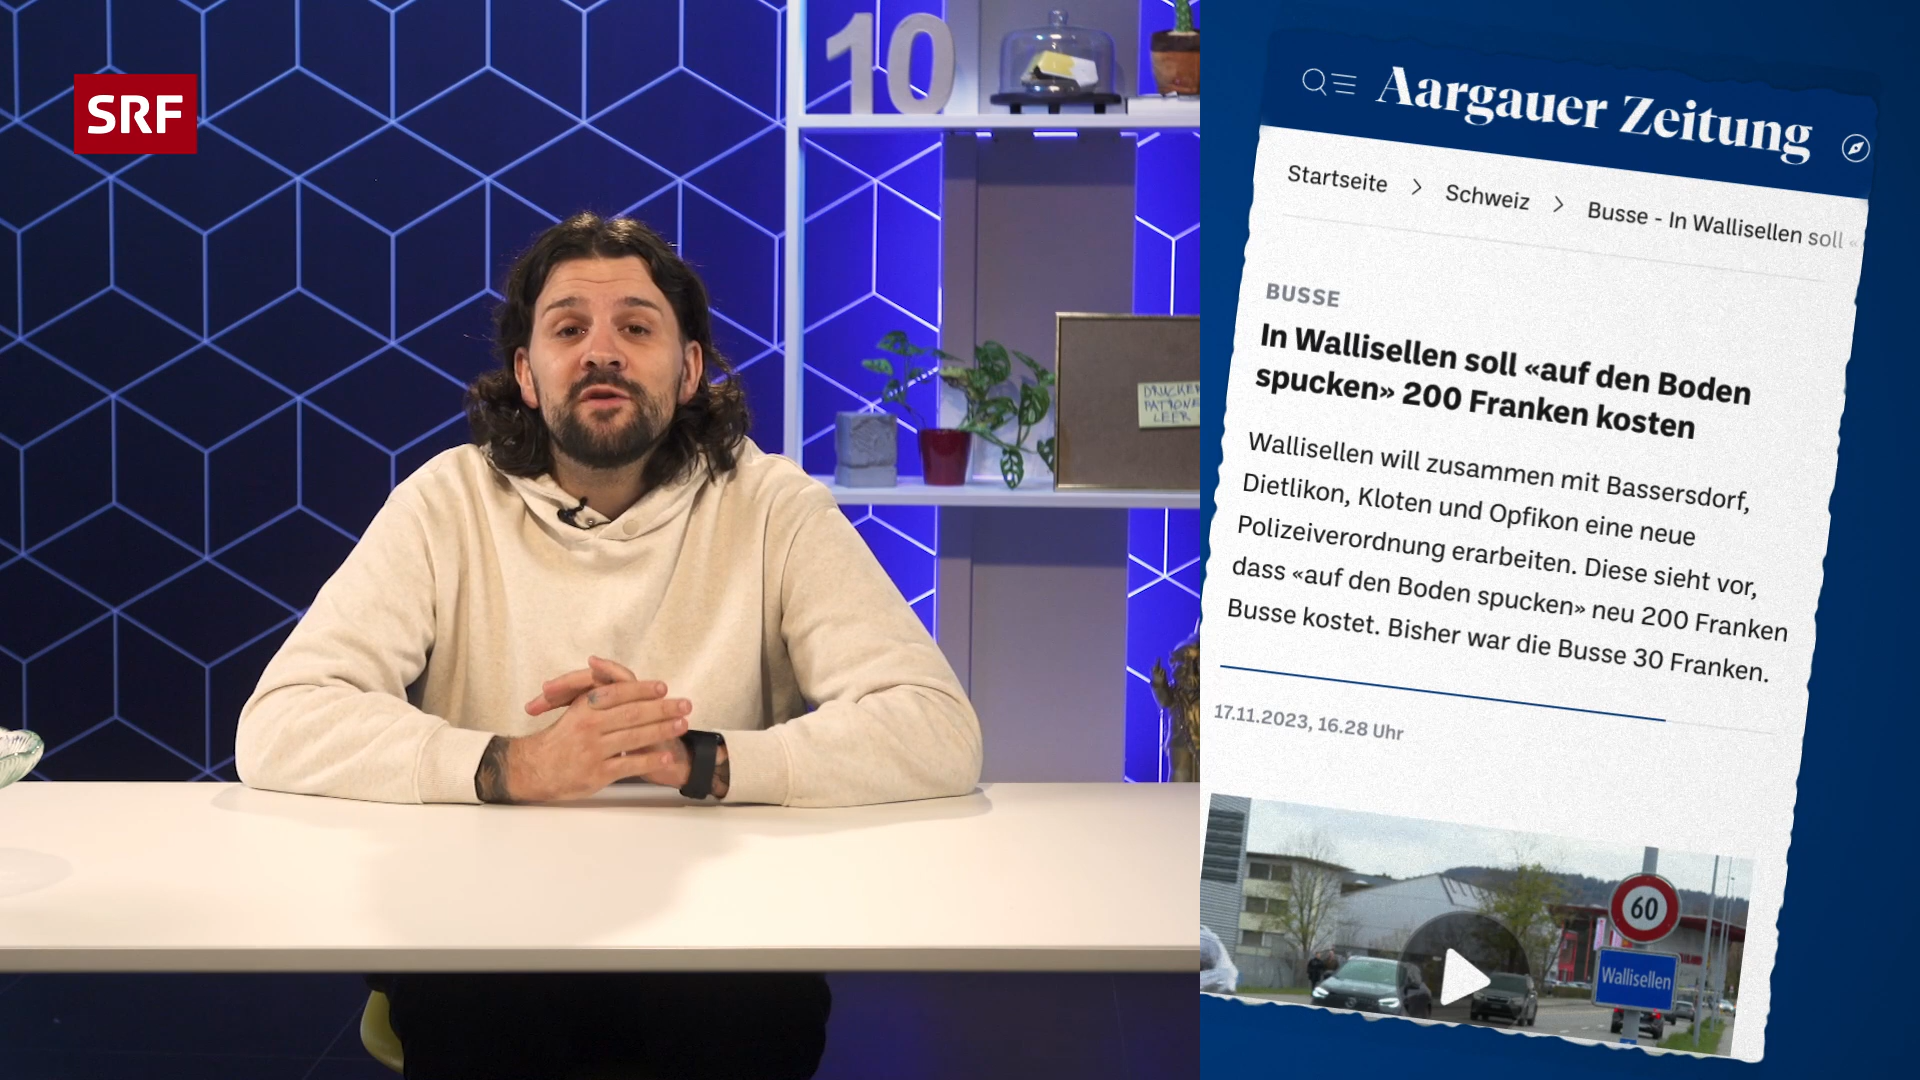 SRF
10
DRUCKER
PATRONE
LEER
Aargauer Zeitung
Startseite > Schweiz > Busse - In Wallisellen soll «
BUSSE
In Wallisellen soll «auf den Boden
spucken» 200 Franken kosten
Wallisellen will zusammen mit Bassersdorf,
Dietlikon, Kloten und Opfikon eine neue
Polizeiverordnung erarbeiten. Diese sieht vor,
dass «auf den Boden spucken» neu 200 Franken
Busse kostet. Bisher war die Busse 30 Franken.
17.11.2023, 16.28 Uhr
60
Wallisellen